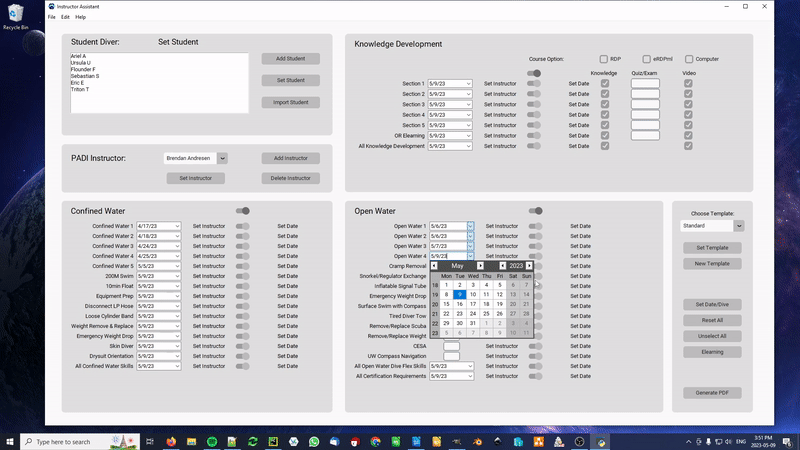 Recycle Bin
Instructor Assistant
File Edit Help
Student Diver: Set Student
Ariel A
Ursula U
Flounder F
Sebastian S
Eric E
Triton T
Add Student
Set Student
Import Student
PADI Instructor:
Brendan Andresen
Add Instructor
Set Instructor
Delete Instructor
Knowledge Development
Course Option: RDP eRDPml Computer
Knowledge Quiz/Exam Video
Section 1 5/9/23 Set Instructor Set Date
Section 2 5/9/23 Set Instructor Set Date
Section 3 5/9/23 Set Instructor Set Date
Section 4 5/9/23 Set Instructor Set Date
Section 5 5/9/23 Set Instructor Set Date
OR Elearning 5/9/23 Set Instructor Set Date
All Knowledge Development 5/9/23 Set Instructor Set Date
Confined Water
Confined Water 1 4/17/23 Set Instructor Set Date
Confined Water 2 4/18/23 Set Instructor Set Date
Confined Water 3 4/24/23 Set Instructor Set Date
Confined Water 4 4/25/23 Set Instructor Set Date
Confined Water 5 5/5/23 Set Instructor Set Date
200M Swim 5/9/23 Set Instructor Set Date
10min Float 5/9/23 Set Instructor Set Date
Equipment Prep 5/9/23 Set Instructor Set Date
Disconnect LP Hose 5/9/23 Set Instructor Set Date
Loose Cylinder Band 5/9/23 Set Instructor Set Date
Weight Remove & Replace 5/9/23 Set Instructor Set Date
Emergency Weight Drop 5/9/23 Set Instructor Set Date
Skin Diver 5/9/23 Set Instructor Set Date
Drysuit Orientation 5/9/23 Set Instructor Set Date
All Confined Water Skills 5/9/23 Set Instructor Set Date
Open Water
Open Water 1 5/6/23 Set Instructor Set Date
Open Water 2 5/6/23 Set Instructor Set Date
Open Water 3 5/7/23 Set Instructor Set Date
Open Water 4 5/9/23 Set Instructor Set Date
Cramp Removal Set Date
Snorkel/Regulator Exchange Set Date
Inflatable Signal Tube Set Date
Emergency Weight Drop Set Date
Surface Swim with Compass Set Date
Tired Diver Tow Set Date
Remove/Replace Scuba Set Date
Remove/Replace Weight Set Date
CESA Set Instructor Set Date
UW Compass Navigation Set Instructor Set Date
All Open Water Dive Flex Skills 5/9/23 Set Instructor Set Date
All Certification Requirements 5/9/23 Set Instructor Set Date
May 2023
Mon Tue Wed Thu Fri Sat Sun
18 1 2 3 4 5 6 7
19 8 9 10 11 12 13 14
20 15 16 17 18 19 20 21
21 22 23 24 25 26 27 28
22 29 30 31 1 2 3 4
23 5 6 7 8 9 10 11
Choose Template:
Standard
Set Template
New Template
Set Date/Dive
Reset All
Unselect All
Elearning
Generate PDF
Type here to search
ENG
3:51 PM
2023-05-09